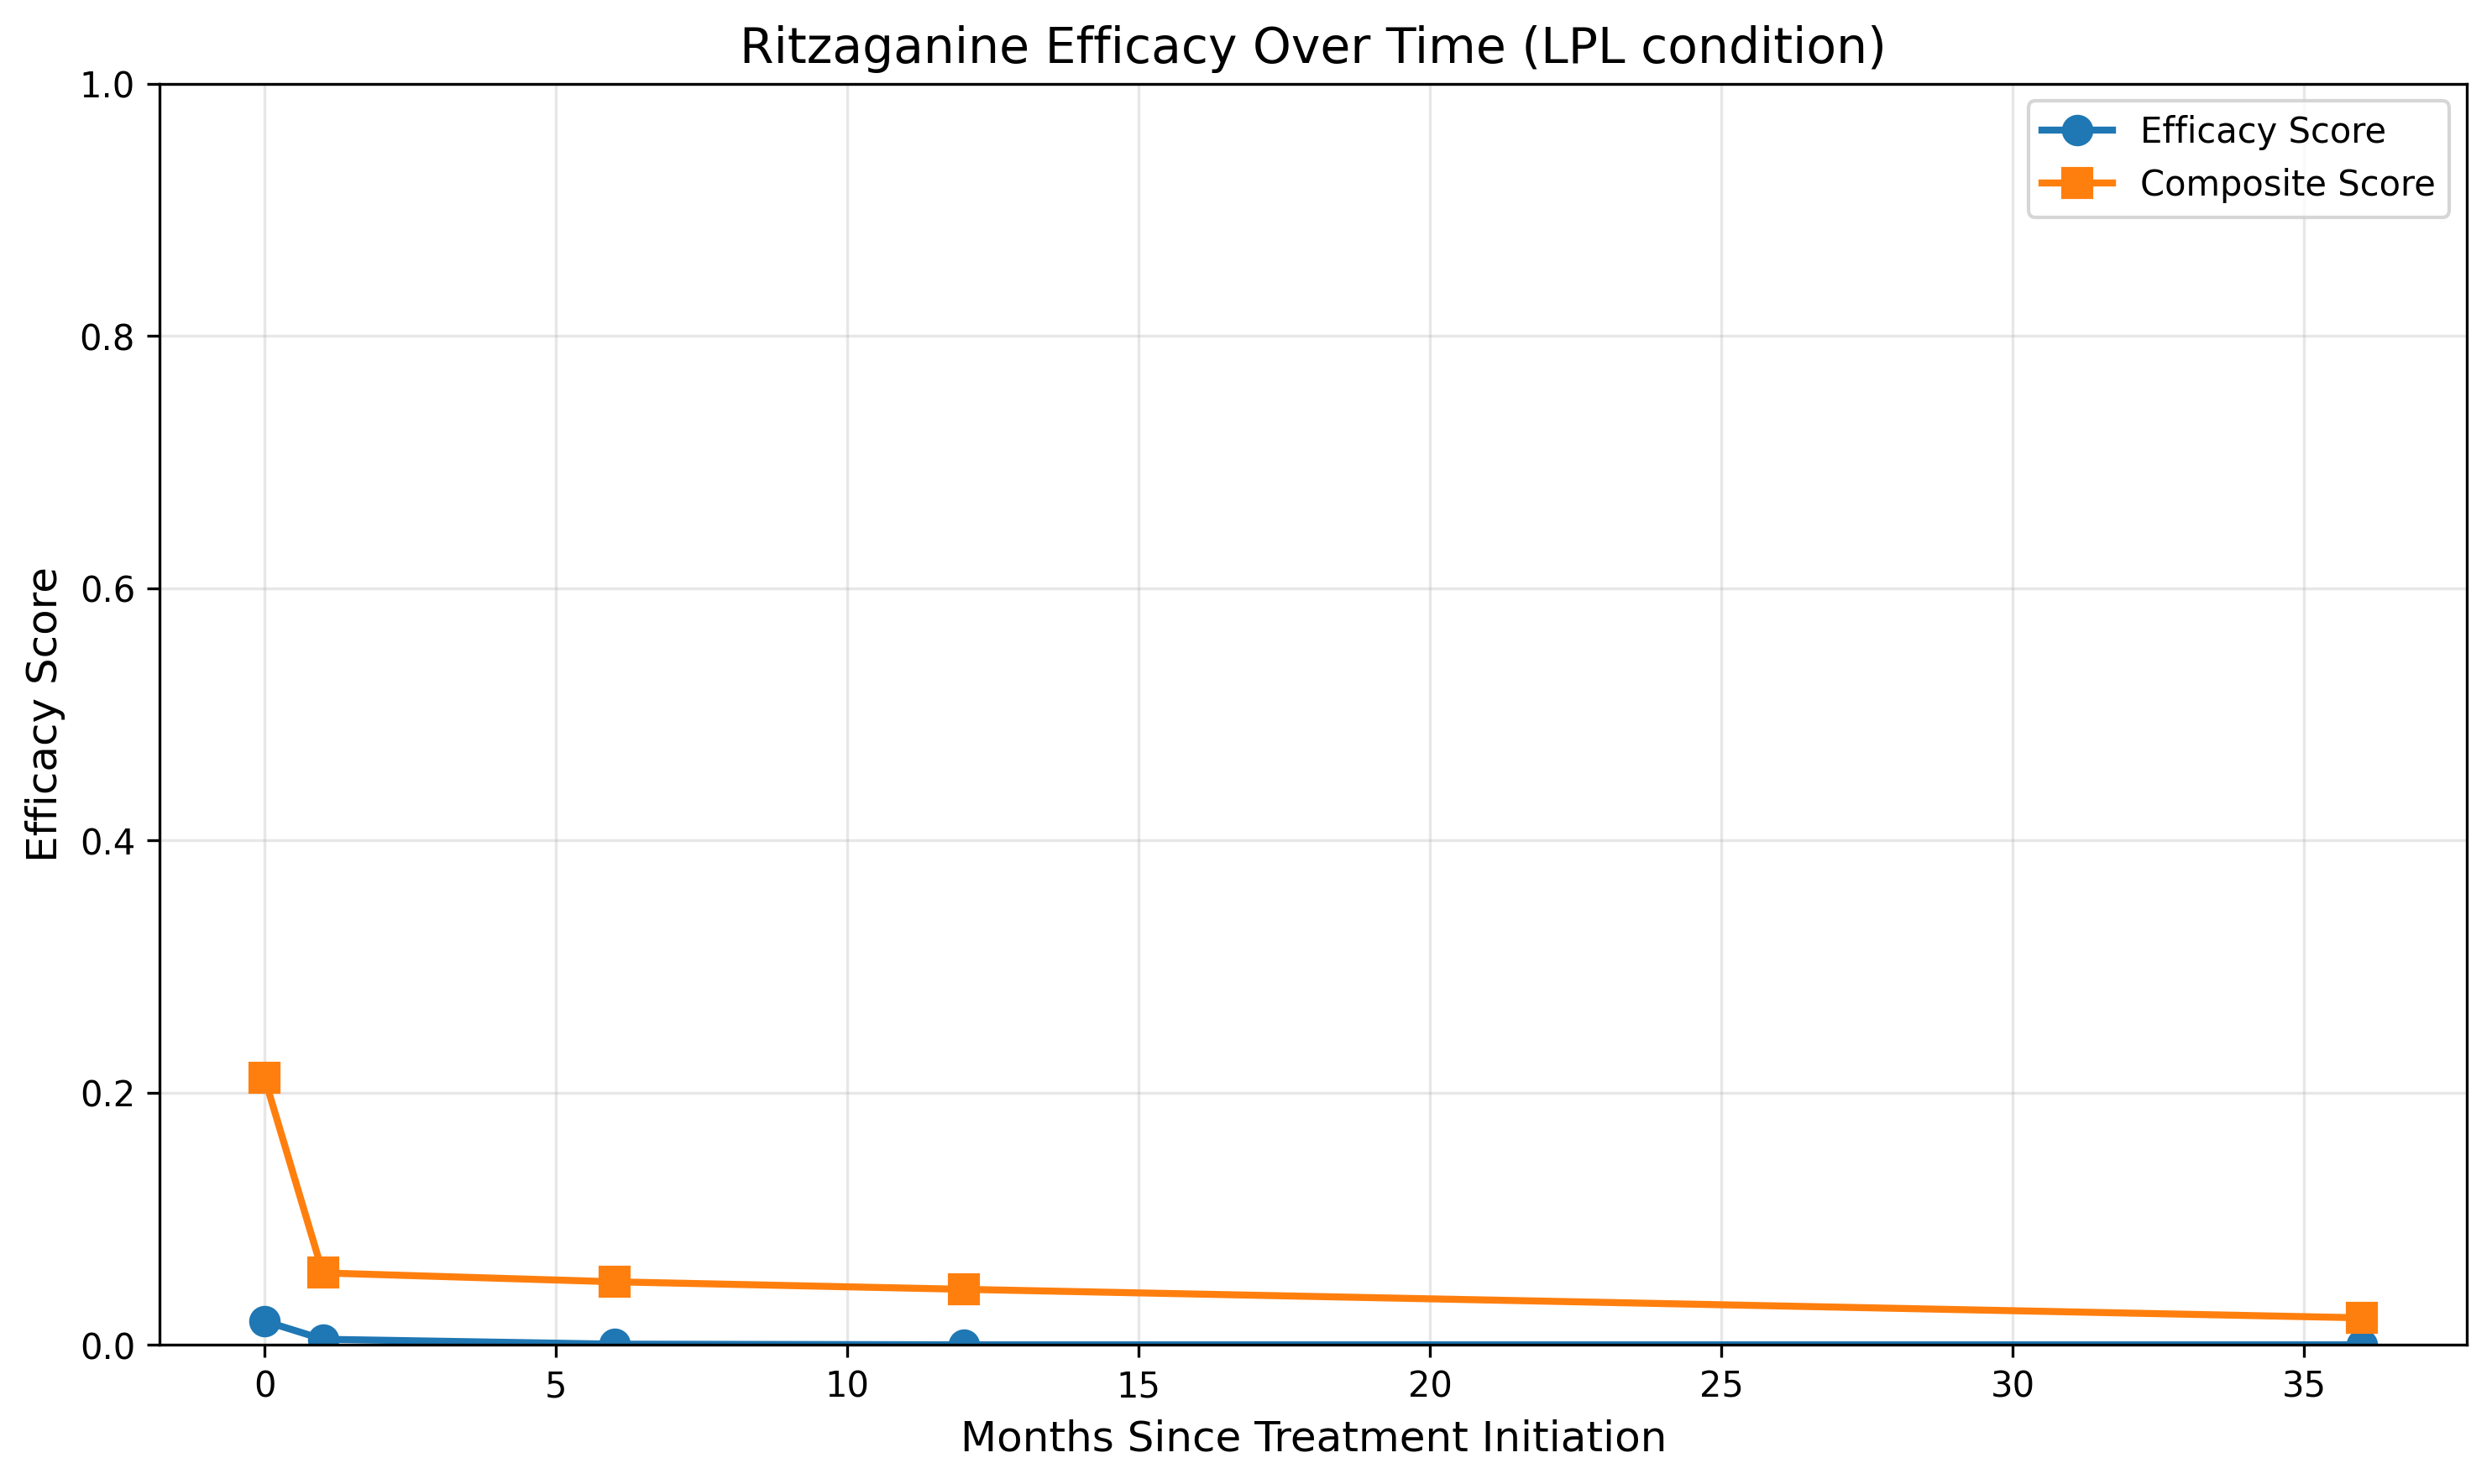 Ritzaganine Efficacy Over Time (LPL condition)
Efficacy Score
Composite Score
1.0
0.8
0.6
0.4
0.2
0.0
Efficacy Score
0 5 10 15 20 25 30 35
Months Since Treatment Initiation